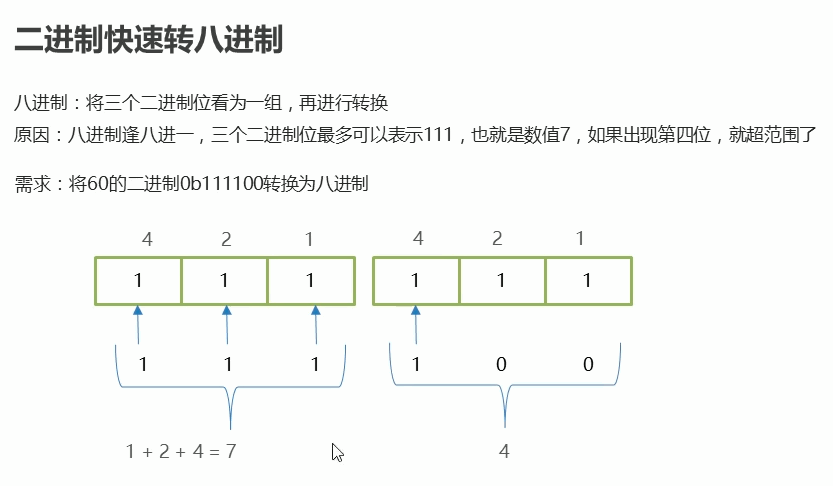 二进制快速转八进制
八进制：将三个二进制位看为一组，再进行转换
原因：八进制逢八进一，三个二进制位最多可以表示111，也就是数值7，如果出现第四位，就超范围了
需求：将60的二进制0b111100转换为八进制
4 2 1 4 2 1
1 1 1 1 1 1
1 1 1 1 0 0
1 + 2 + 4 = 7 4